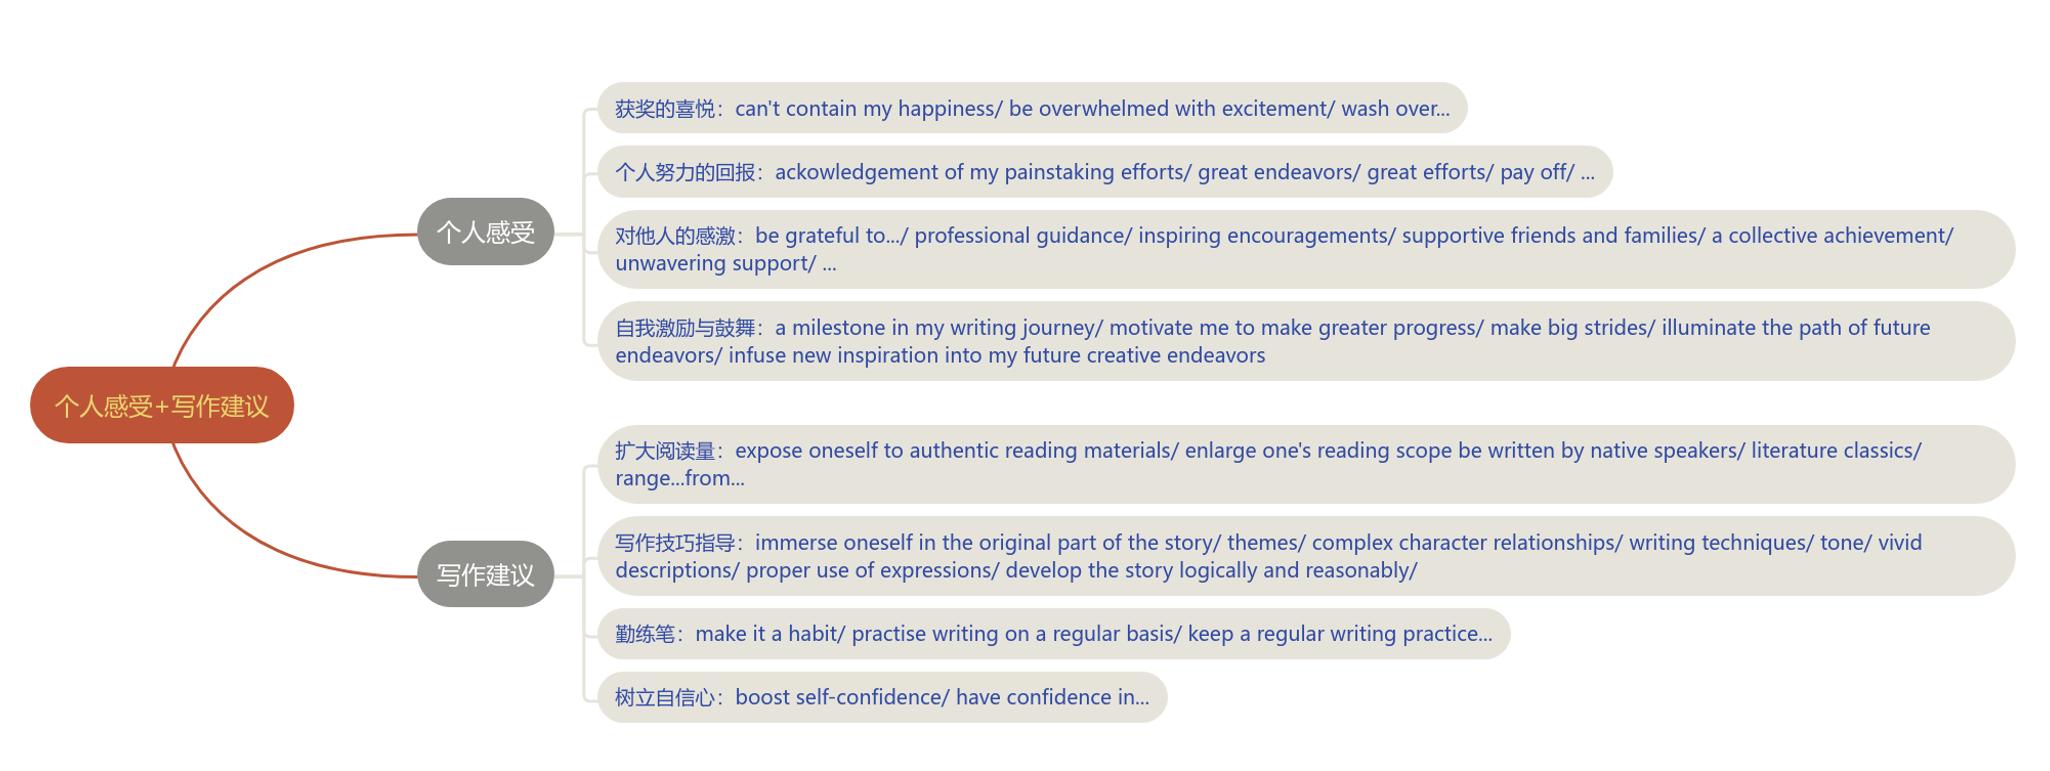 个人感受+写作建议
个人感受
获奖的喜悦：can't contain my happiness/ be overwhelmed with excitement/ wash over...
个人努力的回报：ackowledgement of my painstaking efforts/ great endeavors/ great efforts/ pay off/ ...
对他人的感激：be grateful to.../ professional guidance/ inspiring encouragements/ supportive friends and families/ a collective achievement/
unwavering support/ ...
自我激励与鼓舞：a milestone in my writing journey/ motivate me to make greater progress/ make big strides/ illuminate the path of future
endeavors/ infuse new inspiration into my future creative endeavors
写作建议
扩大阅读量：expose oneself to authentic reading materials/ enlarge one's reading scope be written by native speakers/ literature classics/
range...from...
写作技巧指导：immerse oneself in the original part of the story/ themes/ complex character relationships/ writing techniques/ tone/ vivid
descriptions/ proper use of expressions/ develop the story logically and reasonably/
勤练笔：make it a habit/ practise writing on a regular basis/ keep a regular writing practice...
树立自信心：boost self-confidence/ have confidence in...